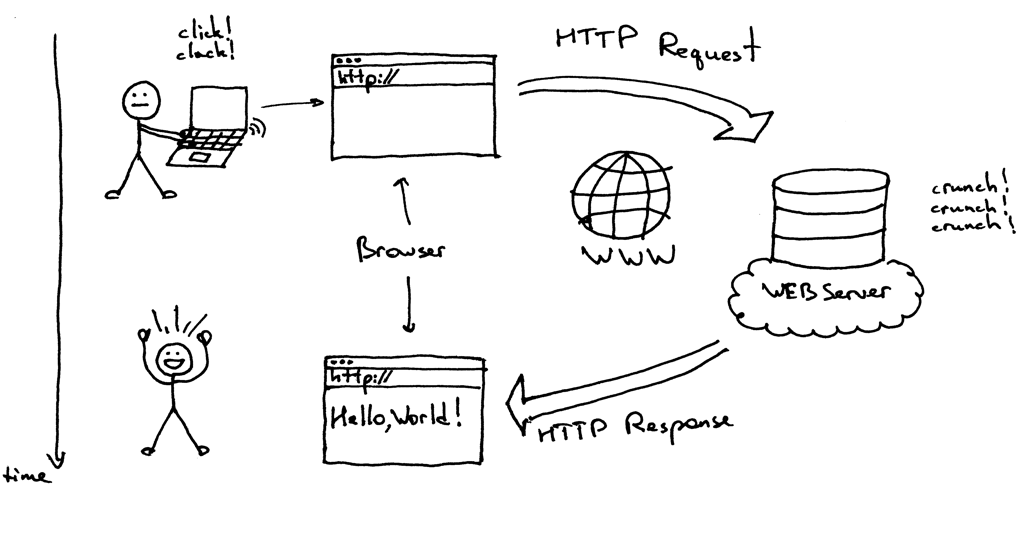 click!
clack!
http://
HTTP Request
crunch!
crunch!
crunch!
WWW
Browser
WEB Server
http://
Hello, World!
HTTP Response
time